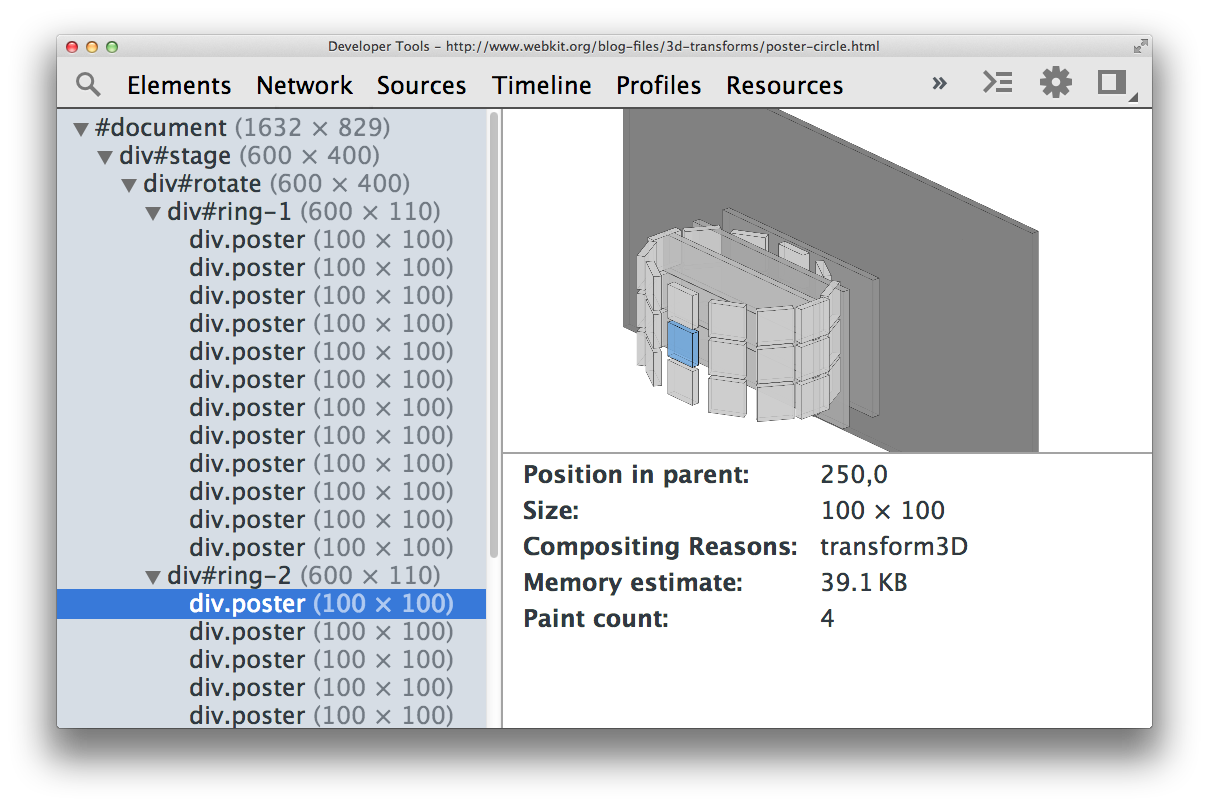 Developer Tools – http://www.webkit.org/blog-files/3d-transforms/poster-circle.html
Elements Network Sources Timeline Profiles Resources »
#document (1632 × 829)
div#stage (600 × 400)
div#rotate (600 × 400)
div#ring-1 (600 × 110)
div.poster (100 × 100)
div.poster (100 × 100)
div.poster (100 × 100)
div.poster (100 × 100)
div.poster (100 × 100)
div.poster (100 × 100)
div.poster (100 × 100)
div.poster (100 × 100)
div.poster (100 × 100)
div.poster (100 × 100)
div.poster (100 × 100)
div.poster (100 × 100)
div#ring-2 (600 × 110)
div.poster (100 × 100)
div.poster (100 × 100)
div.poster (100 × 100)
div.poster (100 × 100)
div.poster (100 × 100)
Position in parent: 250,0
Size: 100 × 100
Compositing Reasons: transform3D
Memory estimate: 39.1 KB
Paint count: 4